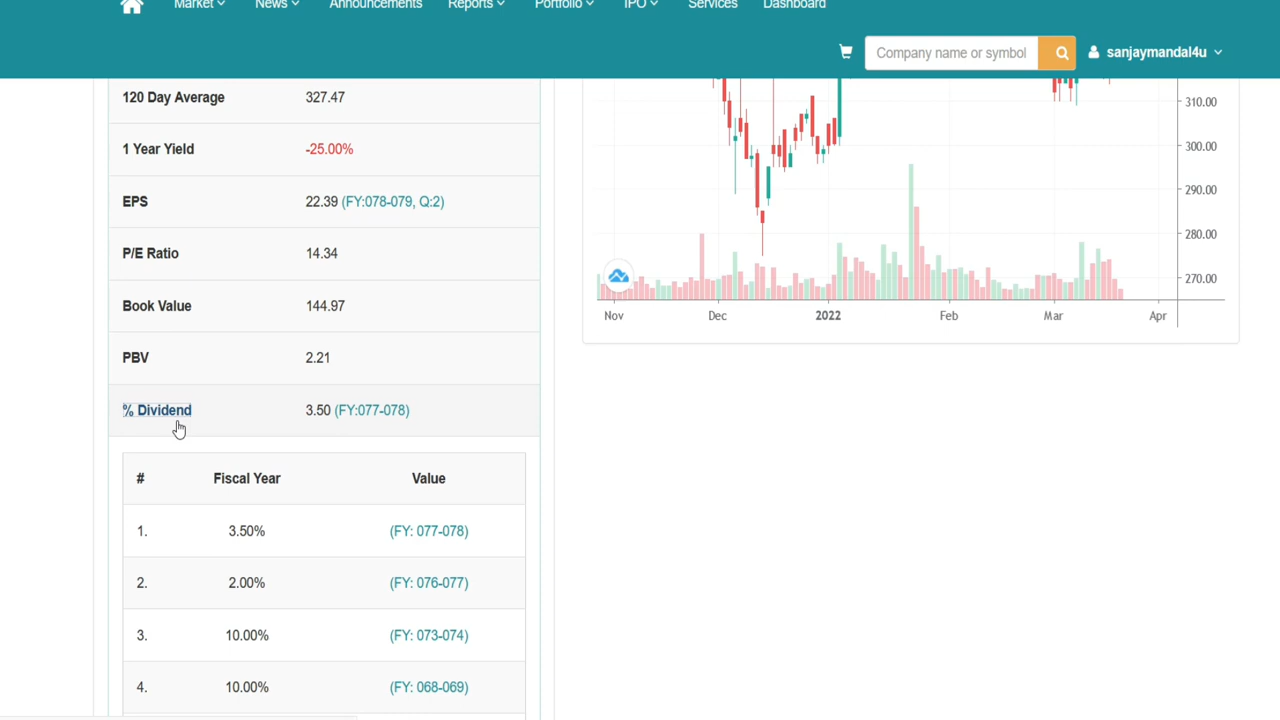 Market News Announcements Reports Portfolio IPO Services Dashboard
Company name or symbol sanjaymandal4u
120 Day Average 327.47
1 Year Yield -25.00%
EPS 22.39 (FY:078-079, Q:2)
P/E Ratio 14.34
Book Value 144.97
PBV 2.21
% Dividend 3.50 (FY:077-078)
# Fiscal Year Value
1. 3.50% (FY: 077-078)
2. 2.00% (FY: 076-077)
3. 10.00% (FY: 073-074)
4. 10.00% (FY: 068-069)
310.00
300.00
290.00
280.00
270.00
Nov Dec 2022 Feb Mar Apr